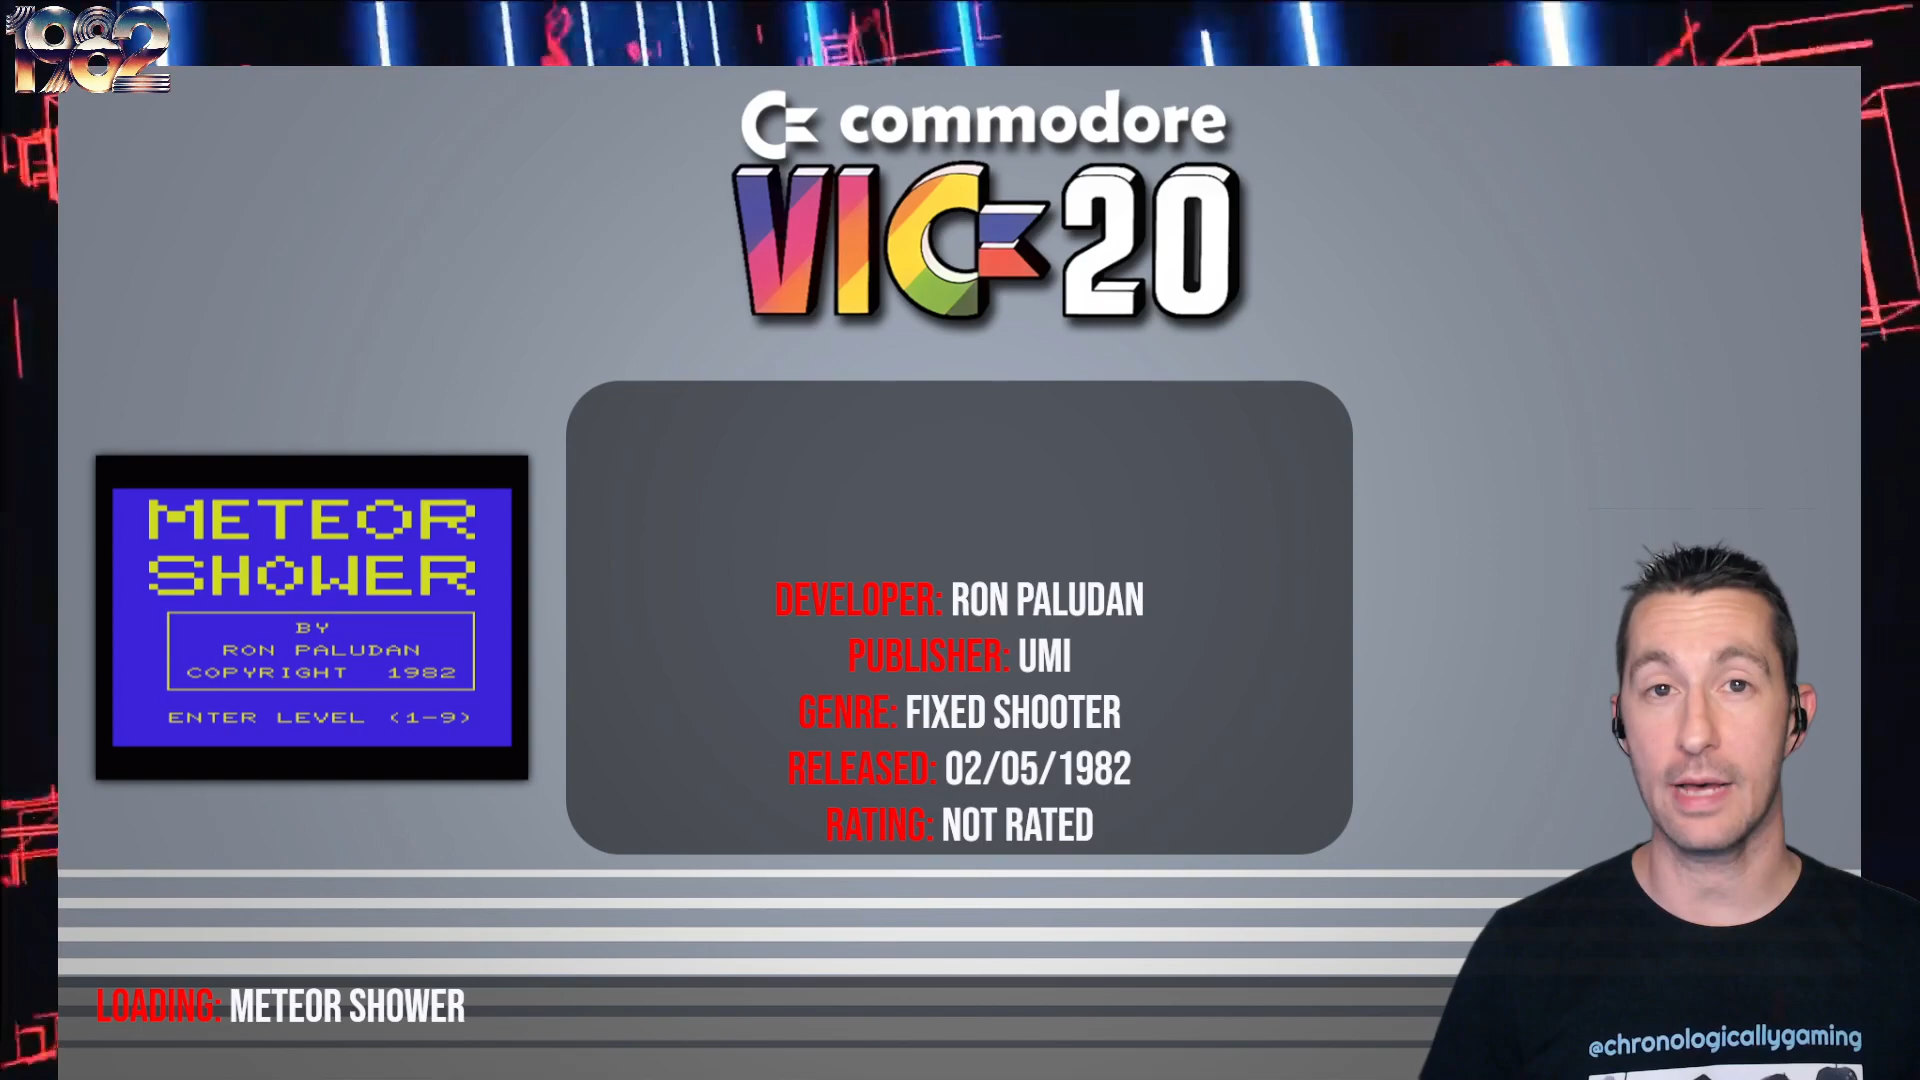 1982
commodore
VIC 20
METEOR
SHOWER
BY
RON PALUDAN
COPYRIGHT 1982
ENTER LEVEL (1-9)
DEVELOPER: RON PALUDAN
PUBLISHER: UMI
GENRE: FIXED SHOOTER
RELEASED: 02/05/1982
RATING: NOT RATED
LOADING: METEOR SHOWER
@chronologicallygaming